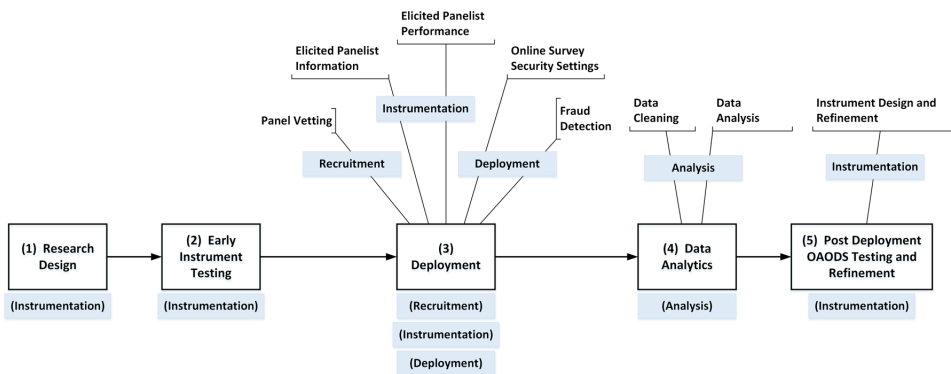 Elicited Panelist
Performance
Elicited Panelist
Information
Online Survey
Security Settings
Panel Vetting
Instrumentation
Fraud
Detection
Recruitment
Deployment
Data
Cleaning
Data
Analysis
Analysis
Instrument Design and
Refinement
Instrumentation
(1) Research
Design
(Instrumentation)
(2) Early
Instrument
Testing
(Instrumentation)
(3)
Deployment
(Recruitment)
(Instrumentation)
(Deployment)
(4) Data
Analytics
(Analysis)
(5) Post Deployment
OAODS Testing and
Refinement
(Instrumentation)